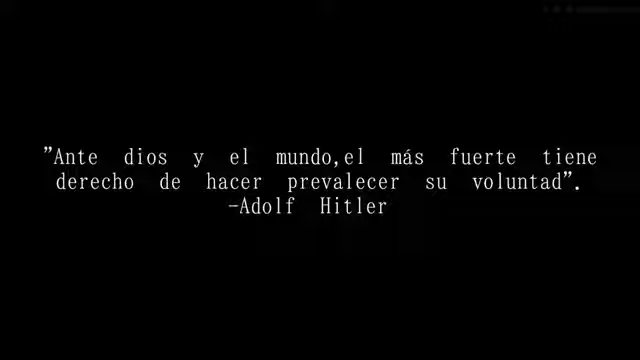 ”Ante dios y el mundo,el más fuerte tiene
derecho de hacer prevalecer su voluntad”.
-Adolf Hitler